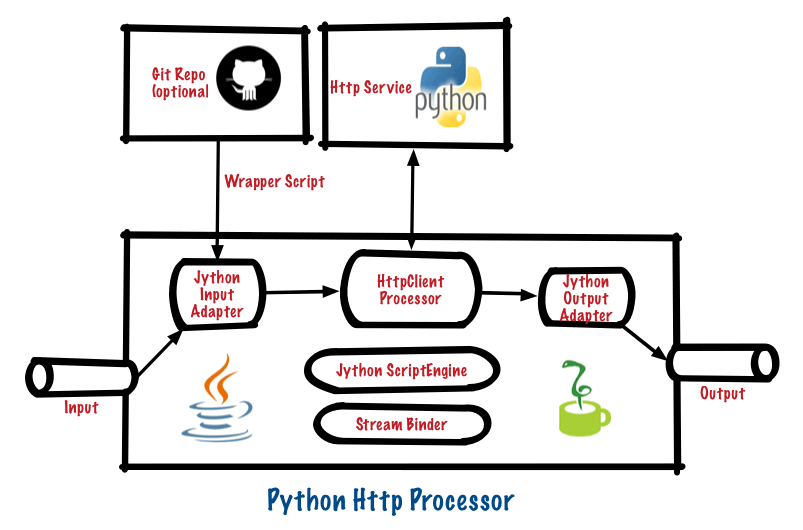 Git Repo
(optional
Http Service
python
Wrapper Script
Jython
Input
Adapter
HttpClient
Processor
Jython
Output
Adapter
Jython ScriptEngine
Stream Binder
Input
Output
Python Http Processor